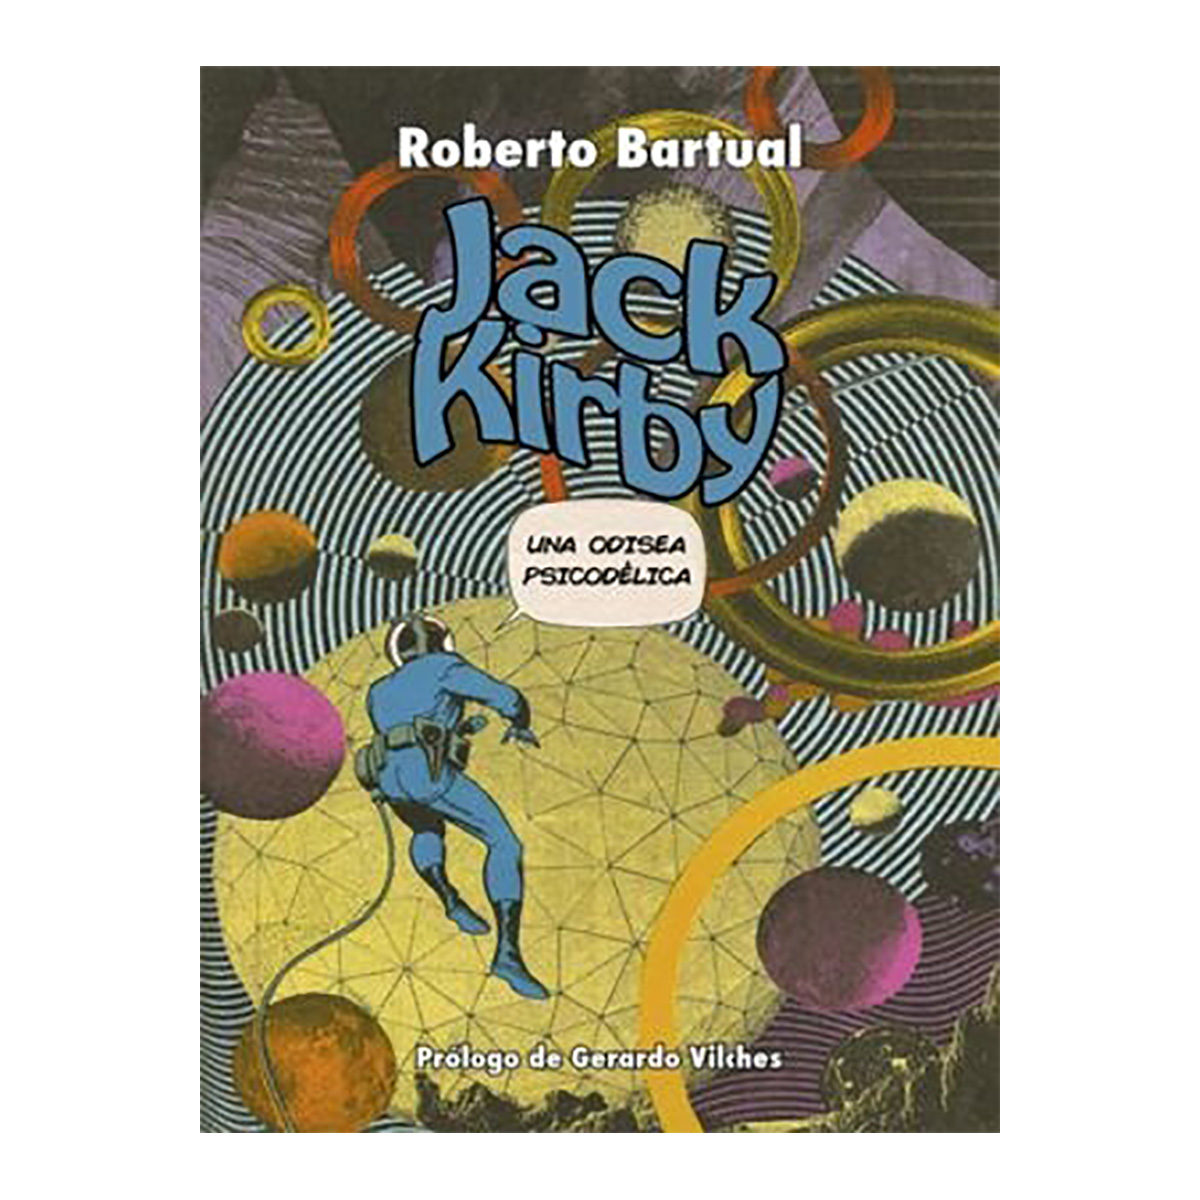 Roberto Bartual
Jack
Kirby
UNA ODISEA
PSICODÉLICA
Prólogo de Gerardo Vilches